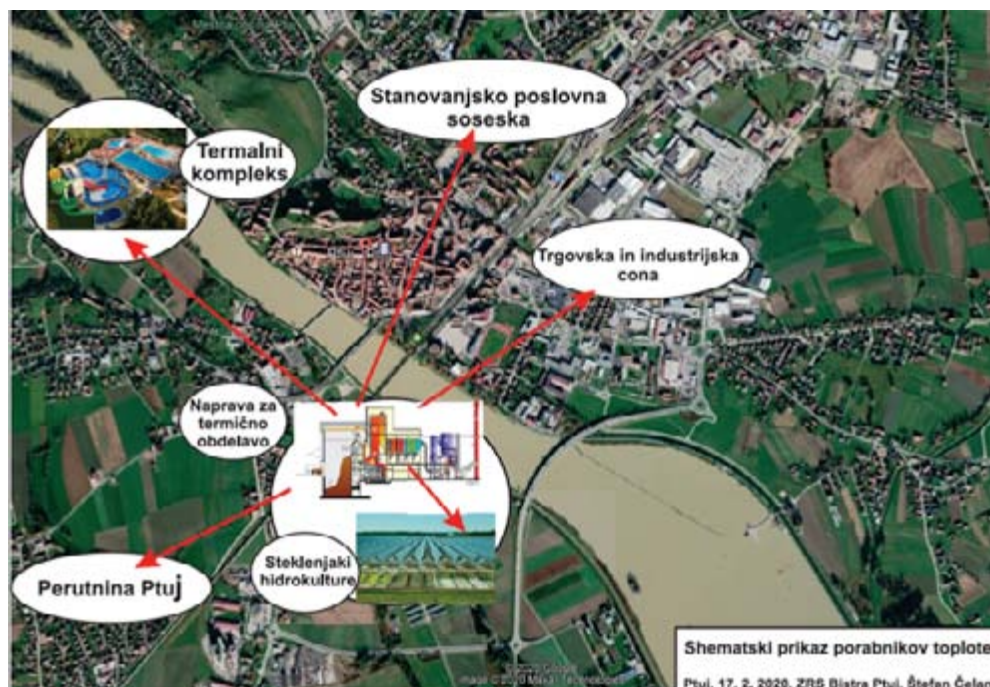 Stanovanjsko poslovna
soseska
Termalni
kompleks
Trgovska in industrijska
cona
Naprava za
termično
obdelavo
Steklenjaki
hidrokulture
Perutnina Ptuj
Shematski prikaz porabnikov toplote
Ptuj, 17. 2. 2020, ZRS Bistra Ptuj, Štefan Čelan